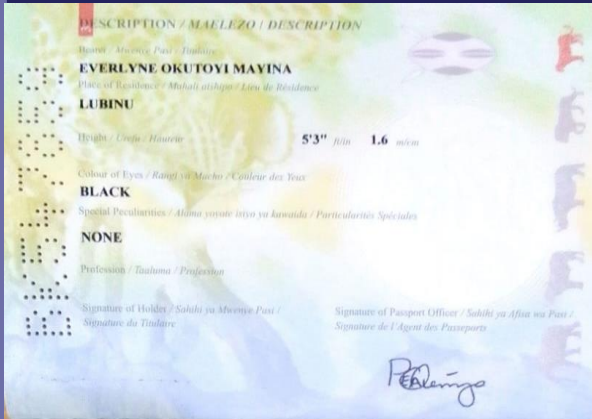 DESCRIPTION / MAELEZO / DESCRIPTION
Bearer / Mwenye Pasi / Titulaire
EVERLYNE OKUTOYI MAYINA
Place of Residence / Mahali aishipo / Lieu de Résidence
LUBINU
Height / Urefu / Hauteur 5'3" ft/in 1.6 m/cm
Colour of Eyes / Rangi ya Macho / Couleur des Yeux
BLACK
Special Peculiarities / Alama yoyote isiyo ya kawaida / Particularités Spéciales
NONE
Profession / Taaluma / Profession
Signature of Holder / Sahihi ya Mwenye Pasi /
Signature du Titulaire
Signature of Passport Officer / Sahihi ya Afisa wa Pasi /
Signature de l'Agent des Passeports